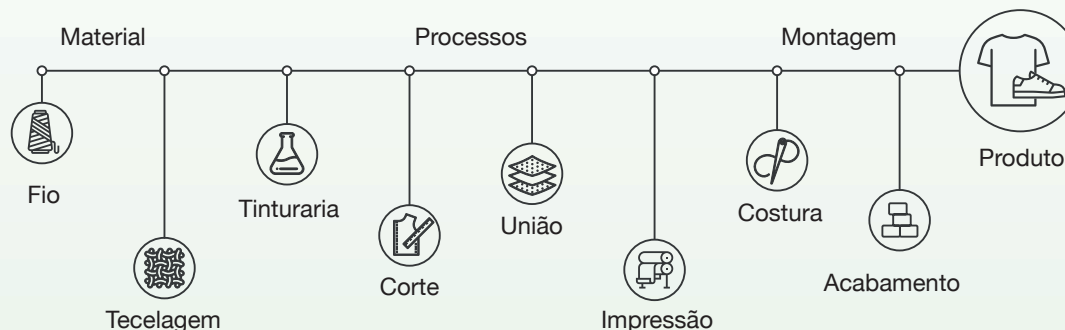 Material
Processos
Montagem
Fio
Tecelagem
Tinturaria
Corte
União
Impressão
Costura
Acabamento
Produto